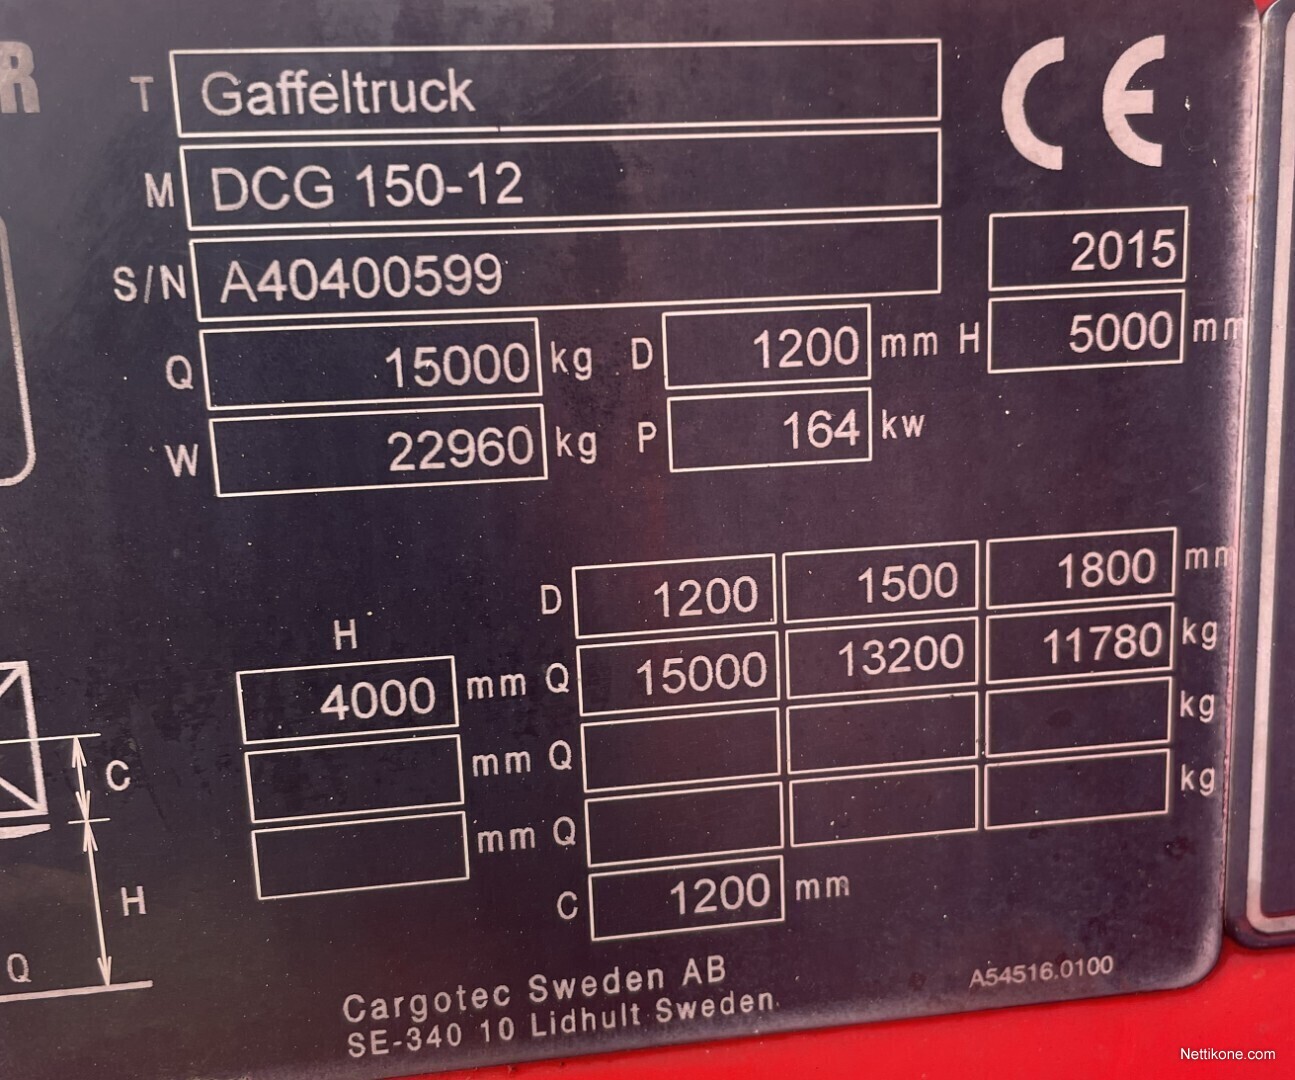 R
T Gaffeltruck CE
M DCG 150-12
S/N A40400599 2015
Q 15000 kg D 1200 mm H 5000 mm
W 22960 kg P 164 kw
D 1200 1500 1800 mm
H
4000 mm Q 15000 13200 11780 kg
mm Q kg
C
mm Q kg
H
C 1200 mm
Q
Cargotec Sweden AB
SE-340 10 Lidhult Sweden
A54516.0100
Nettikone.com